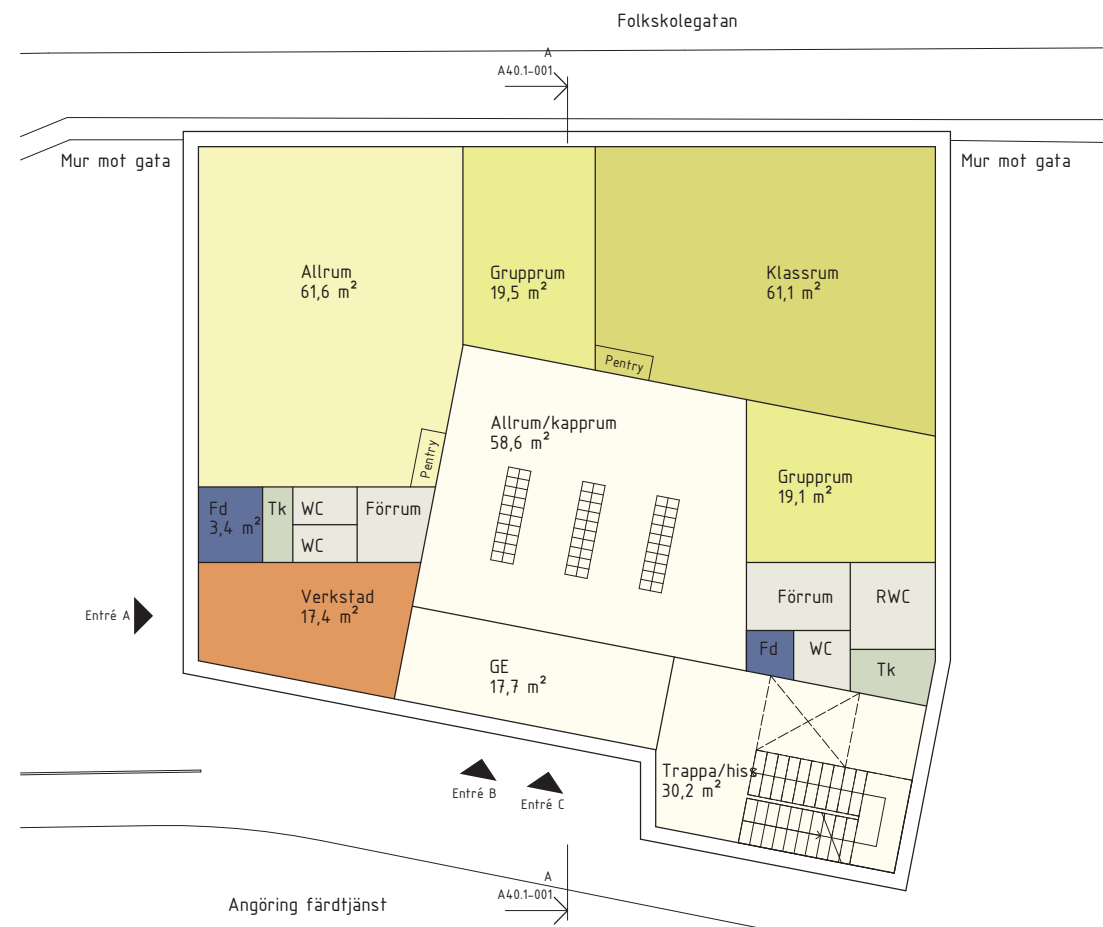 Folkskolegatan
A
A40.1-001
Mur mot gata
Mur mot gata
Allrum
61,6 m²
Grupprum
19,5 m²
Klassrum
61,1 m²
Pentry
Allrum/kapprum
58,6 m²
Pentry
Grupprum
19,1 m²
Fd
3,4 m²
Tk
WC
WC
Förrum
Verkstad
17,4 m²
Entré A
Förrum
RWC
Fd
WC
Tk
GE
17,7 m²
Trappa/hiss
30,2 m²
Entré B
Entré C
A
A40.1-001
Angöring färdtjänst